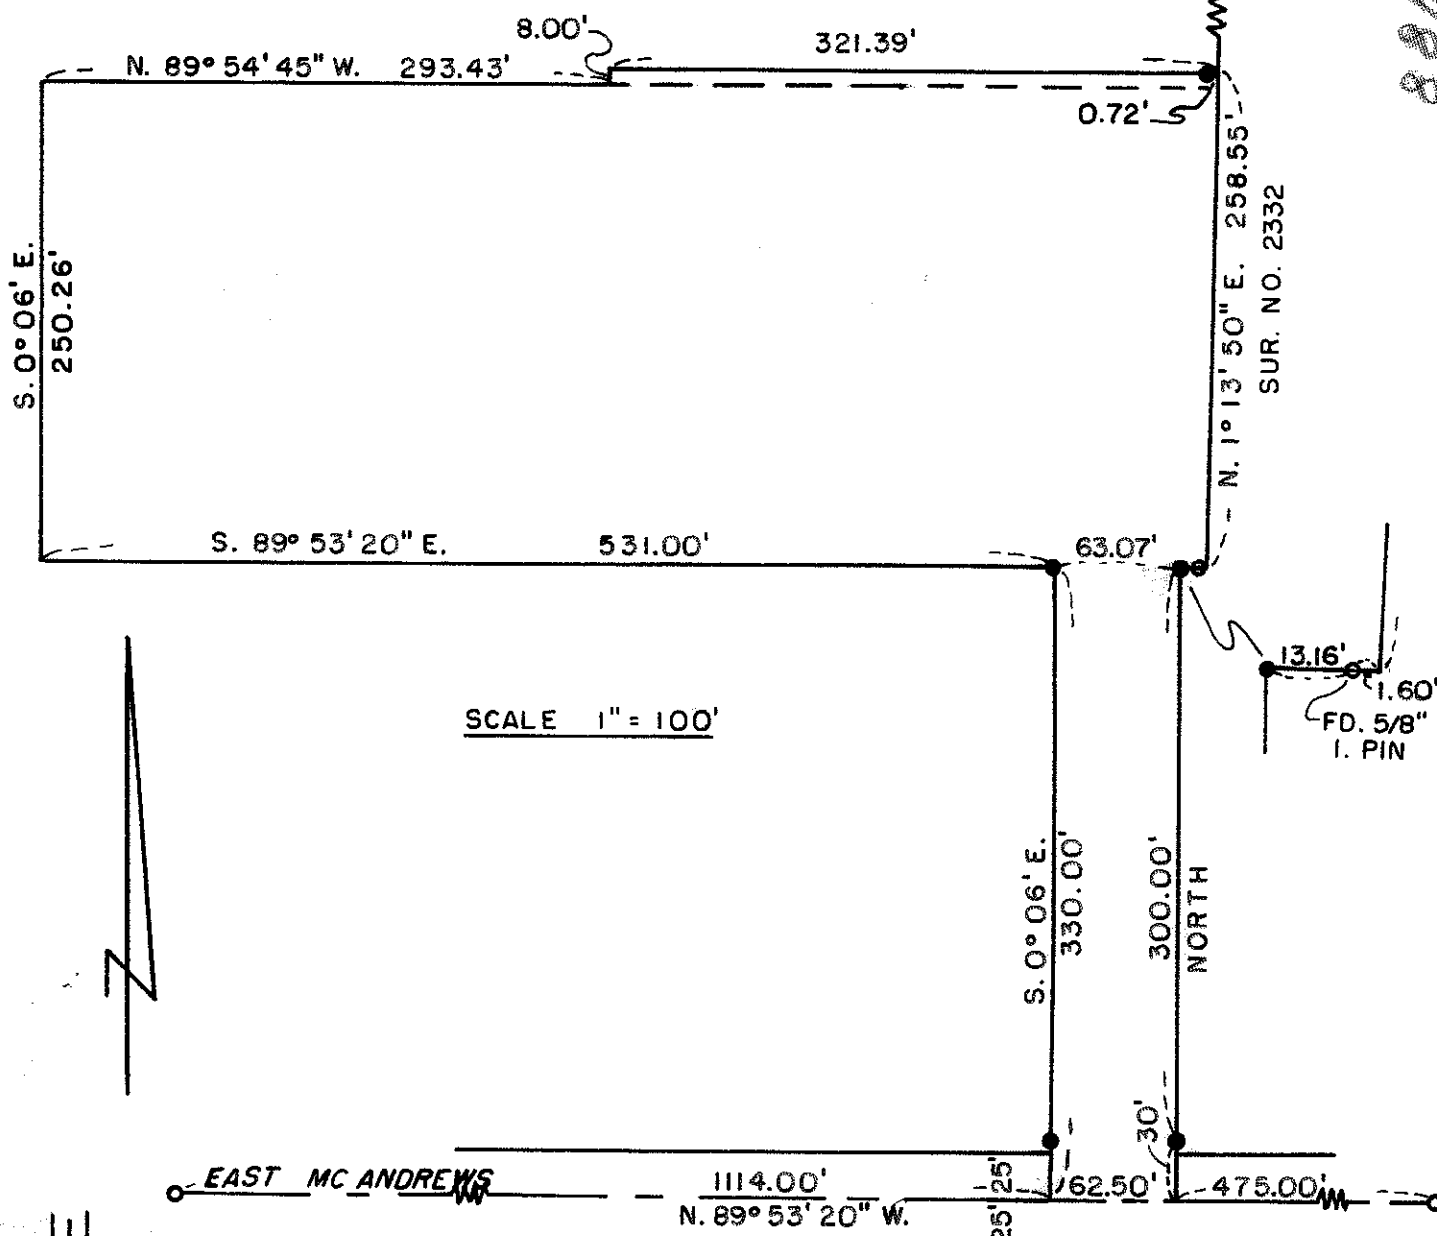 8.00'
321.39'
N. 89° 54' 45" W. 293.43'
0.72'
N. 1° 13' 50" E. 258.55'
SUR. NO. 2332
S. 0° 06' E.
250.26'
S. 89° 53' 20" E. 531.00'
63.07'
13.16'
1.60'
FD. 5/8"
I. PIN
SCALE 1" = 100'
S. 0° 06' E.
330.00'
300.00'
NORTH
30'
EAST MC ANDREWS
1114.00'
N. 89° 53' 20" W.
25'
25'
62.50'
475.00'